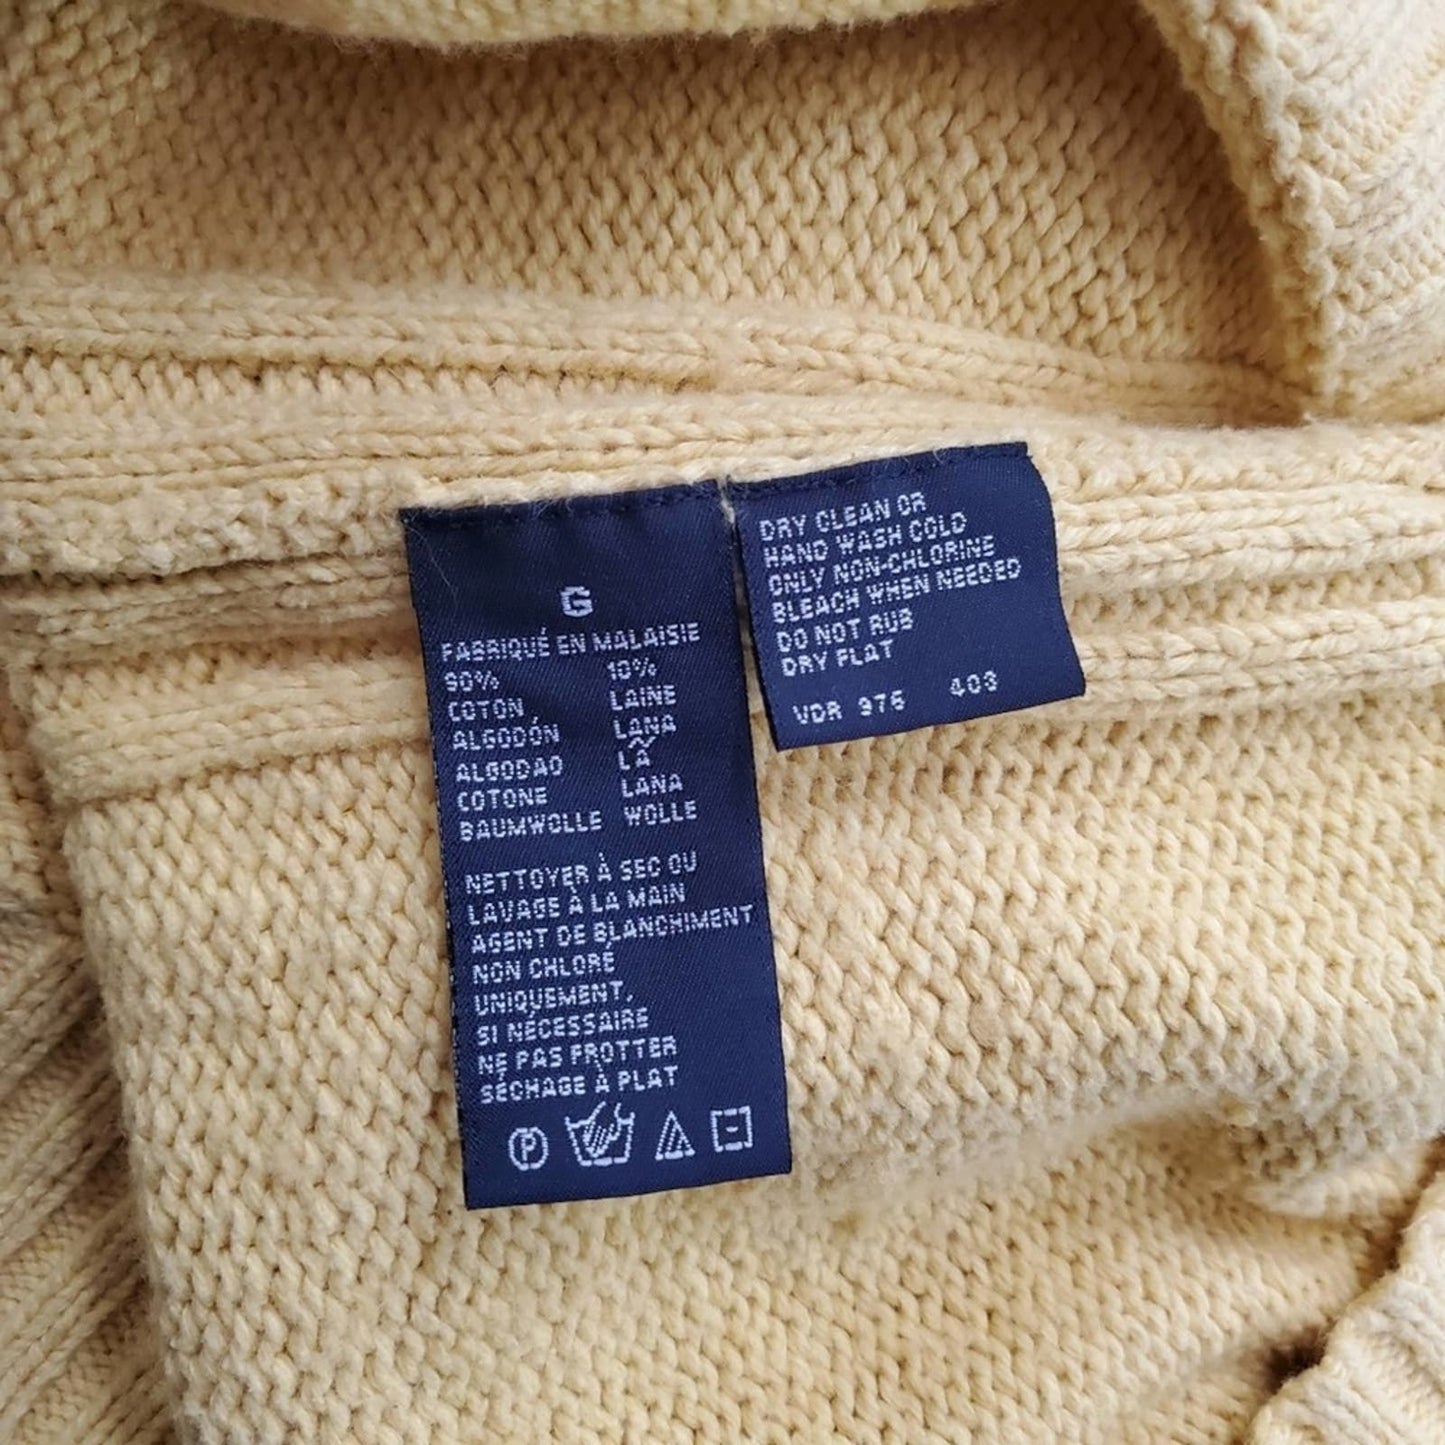 G
FABRIQUÉ EN MALAISIE
90% 10%
COTON LAINE
ALGODÓN LANA
ALGODAO LÃ
COTONE LANA
BAUMWOLLE WOLLE
NETTOYER À SEC OU
LAVAGE A LA MAIN
AGENT DE BLANCHIMENT
NON CHLORÉ
UNIQUEMENT,
SI NÉCESSAIRE
NE PAS FROTTER
SÉCHAGE À PLAT
P
DRY CLEAN OR
HAND WASH COLD
ONLY NON-CHLORINE
BLEACH WHEN NEEDED
DO NOT RUB
DRY FLAT
VDR 976 403